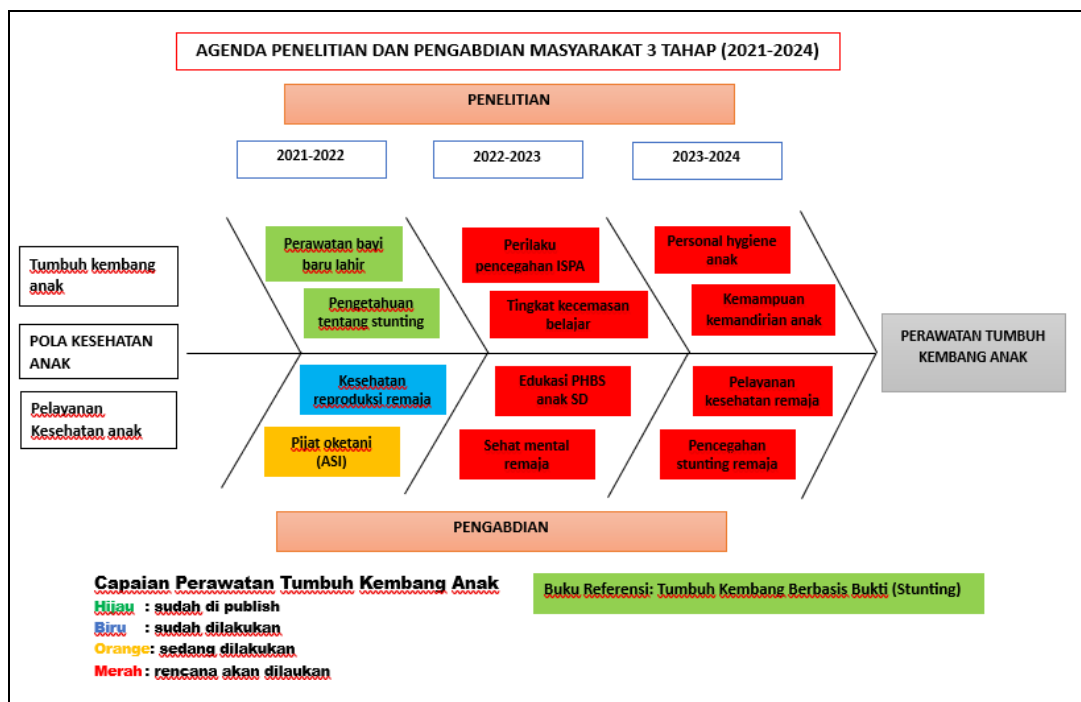 AGENDA PENELITIAN DAN PENGABDIAN MASYARAKAT 3 TAHAP (2021-2024)
PENELITIAN
2021-2022
2022-2023
2023-2024
Tumbuh kembang
anak
POLA KESEHATAN
ANAK
Pelayanan
Kesehatan anak
Perawatan bayi
baru lahir
Pengetahuan
tentang stunting
Perilaku
pencegahan ISPA
Tingkat kecemasan
belajar
Personal hygiene
anak
Kemampuan
kemandirian anak
PERAWATAN TUMBUH
KEMBANG ANAK
Kesehatan
reproduksi remaja
Pijat oketani
(ASI)
Edukasi PHBS
anak SD
Sehat mental
remaja
Pelayanan
kesehatan remaja
Pencegahan
stunting remaja
PENGABDIAN
Capaian Perawatan Tumbuh Kembang Anak
Hijau : sudah di publish
Biru : sudah dilakukan
Orange: sedang dilakukan
Merah : rencana akan dilaukan
Buku Referensi: Tumbuh Kembang Berbasis Bukti (Stunting)